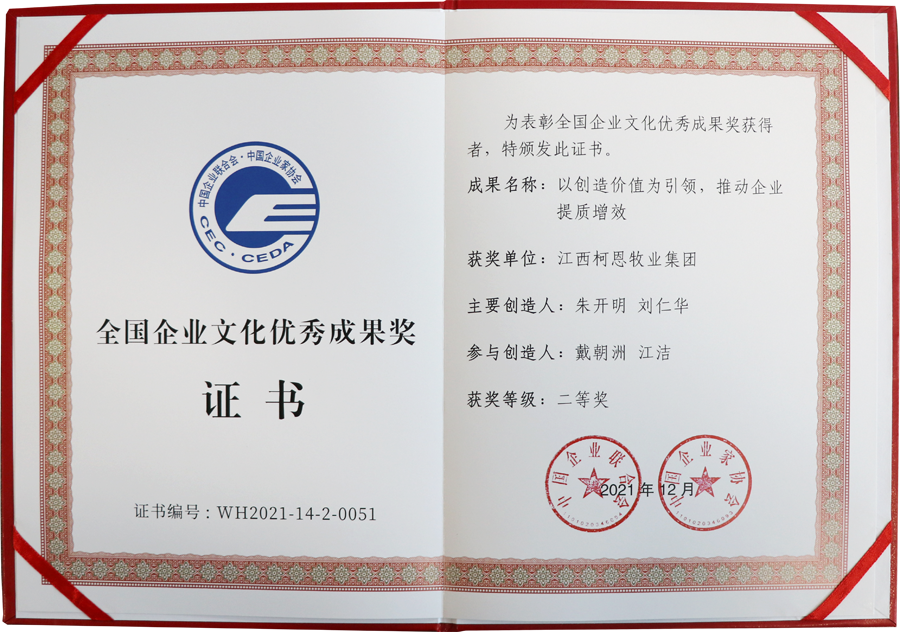 中国企业联合会·中国企业家协会
CEC·CEDA
全国企业文化优秀成果奖
证书
证书编号：WH2021-14-2-0051
为表彰全国企业文化优秀成果奖获得
者，特颁发此证书。
成果名称：以创造价值为引领，推动企业
提质增效
获奖单位：江西柯恩牧业集团
主要创造人：朱开明 刘仁华
参与创造人：戴朝洲 江洁
获奖等级：二等奖
中国企业联合会
中国企业家协会
2021年12月